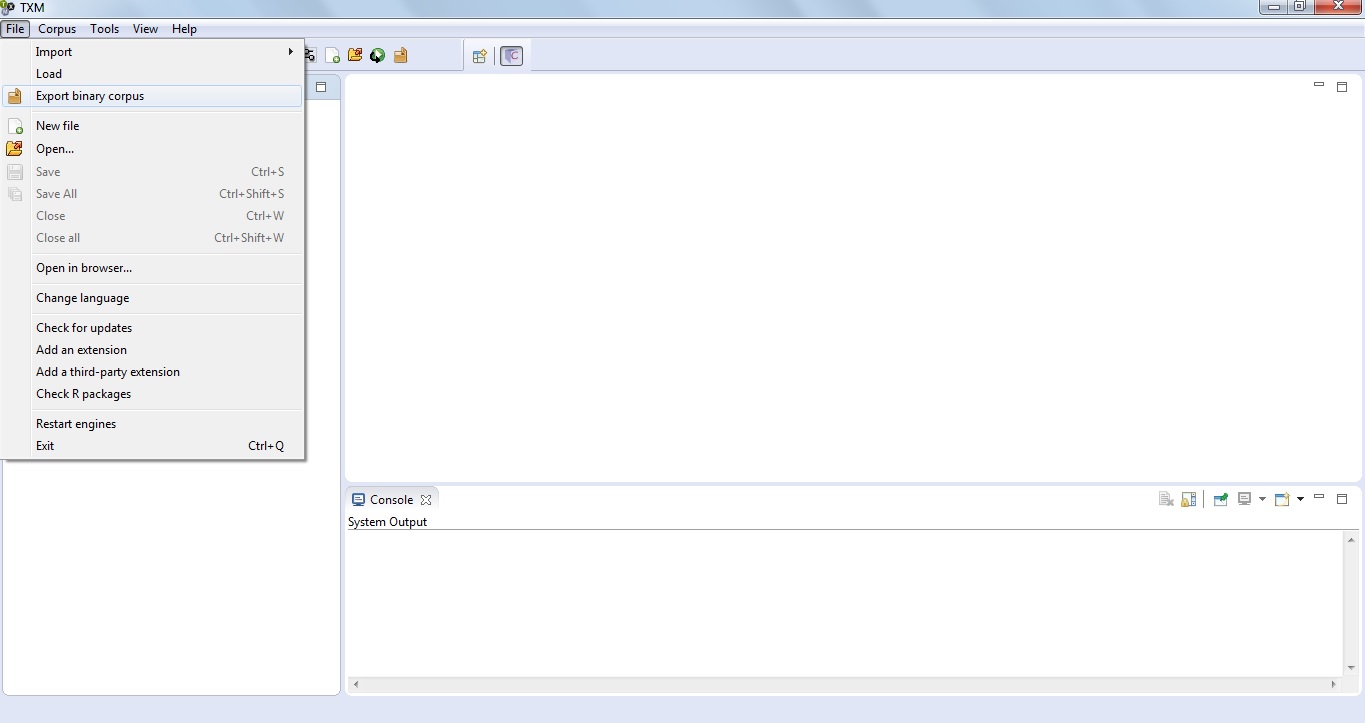 TXM
File Corpus Tools View Help
Import
Load
Export binary corpus
New file
Open...
Save Ctrl+S
Save All Ctrl+Shift+S
Close Ctrl+W
Close all Ctrl+Shift+W
Open in browser...
Change language
Check for updates
Add an extension
Add a third-party extension
Check R packages
Restart engines
Exit Ctrl+Q
Console
System Output